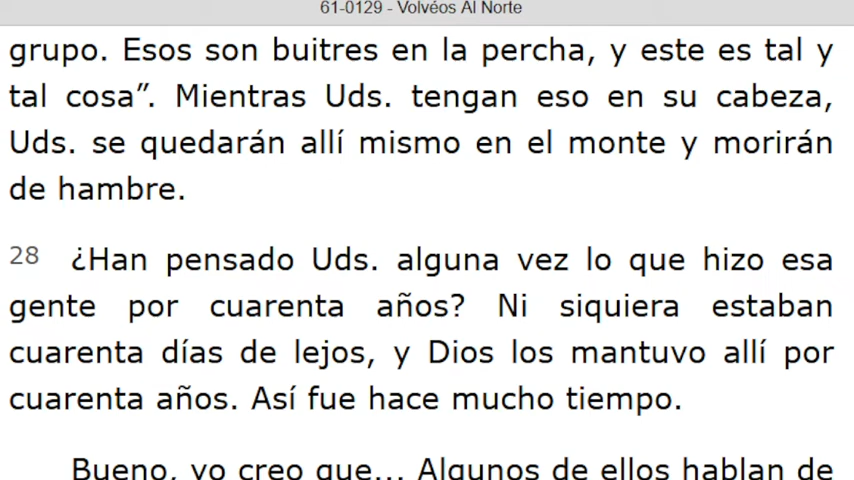 61-0129 - Volvéos Al Norte
grupo. Esos son buitres en la percha, y este es tal y
tal cosa”. Mientras Uds. tengan eso en su cabeza,
Uds. se quedarán allí mismo en el monte y morirán
de hambre.
28 ¿Han pensado Uds. alguna vez lo que hizo esa
gente por cuarenta años? Ni siquiera estaban
cuarenta días de lejos, y Dios los mantuvo allí por
cuarenta años. Así fue hace mucho tiempo.
Bueno, yo creo que... Algunos de ellos hablan de